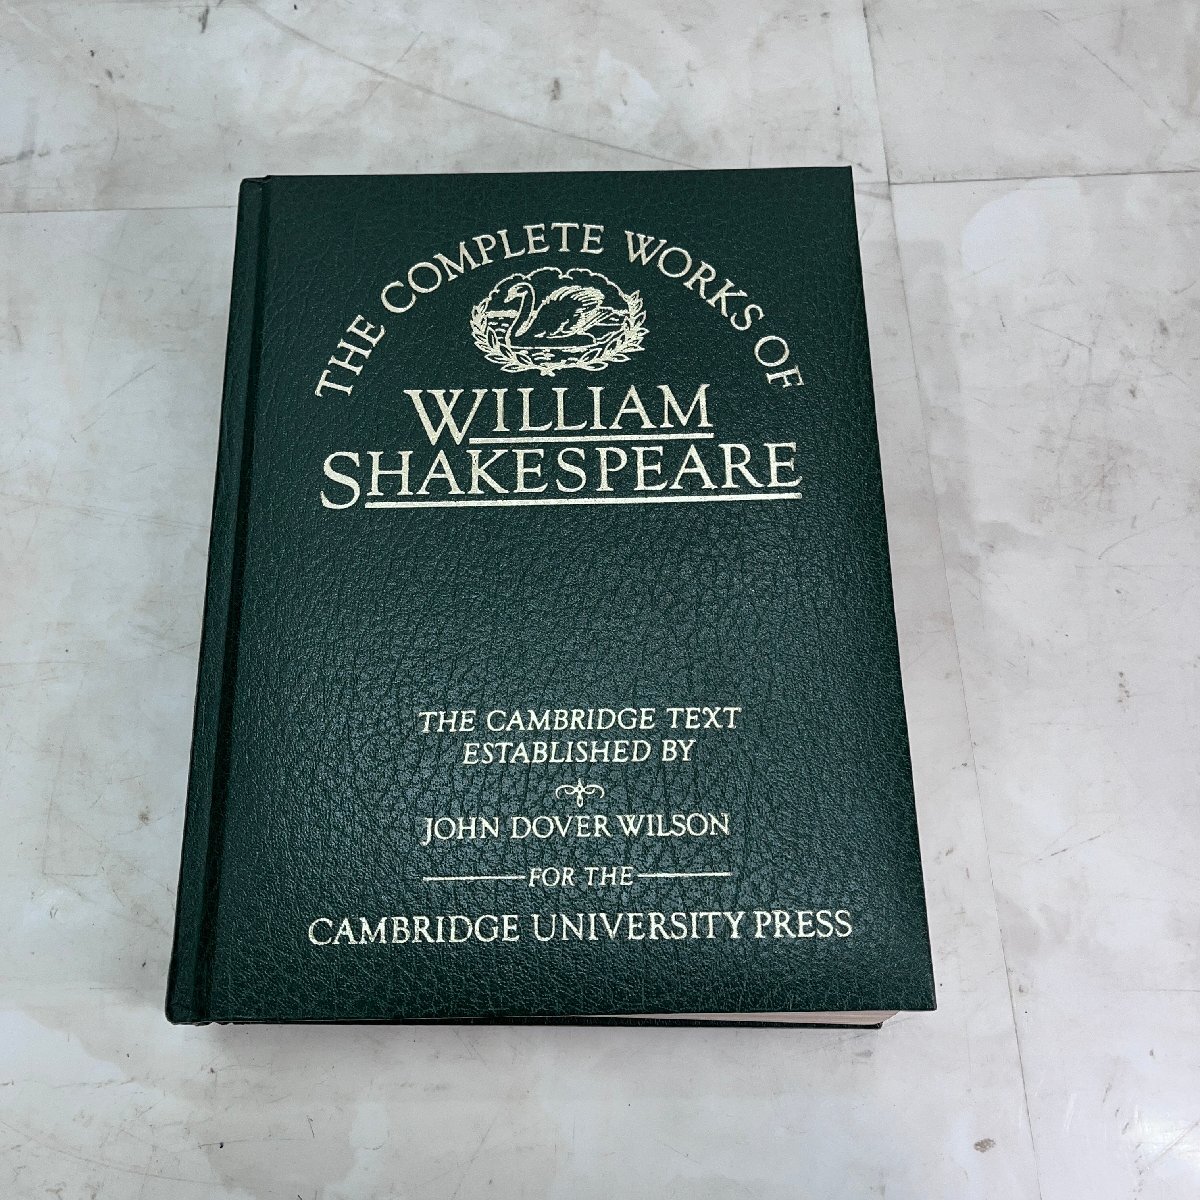 THE COMPLETE WORKS OF
WILLIAM
SHAKESPEARE
THE CAMBRIDGE TEXT
ESTABLISHED BY
JOHN DOVER WILSON
FOR THE
CAMBRIDGE UNIVERSITY PRESS